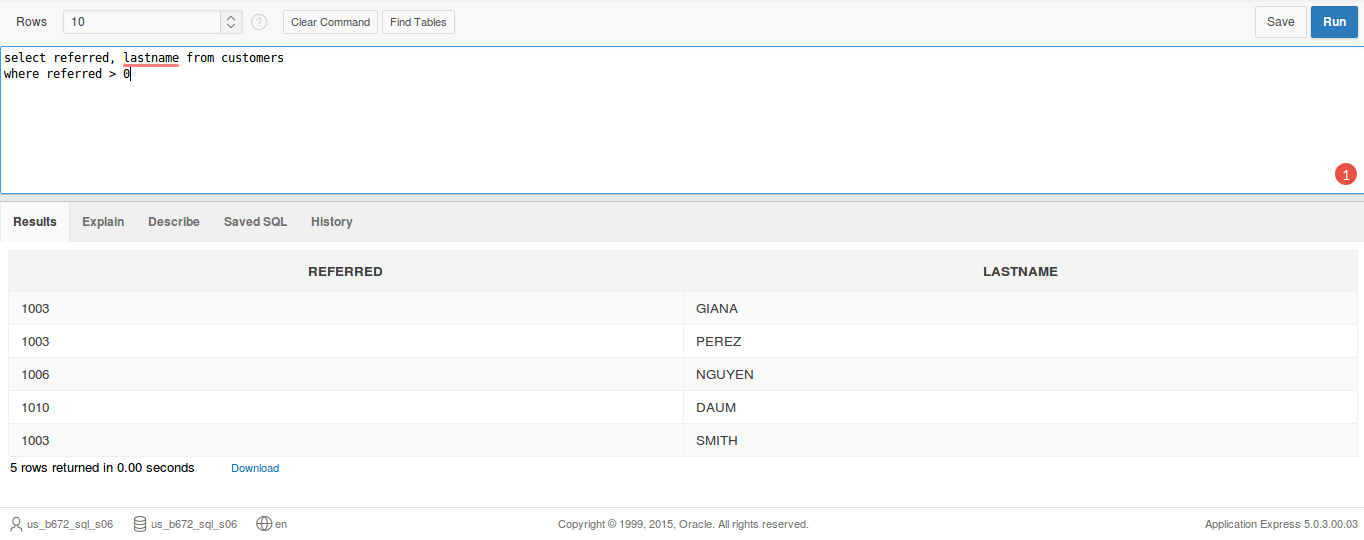 Rows 10 ? Clear Command Find Tables Save Run
select referred, lastname from customers
where referred > 0
1
Results Explain Describe Saved SQL History
REFERRED LASTNAME
1003 GIANA
1003 PEREZ
1006 NGUYEN
1010 DAUM
1003 SMITH
5 rows returned in 0.00 seconds Download
us_b672_sql_s06 us_b672_sql_s06 en Copyright © 1999, 2015, Oracle. All rights reserved. Application Express 5.0.3.00.03